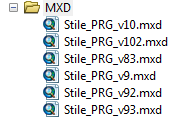 MXD
Stile_PRG_v10.mxd
Stile_PRG_v102.mxd
Stile_PRG_v83.mxd
Stile_PRG_v9.mxd
Stile_PRG_v92.mxd
Stile_PRG_v93.mxd